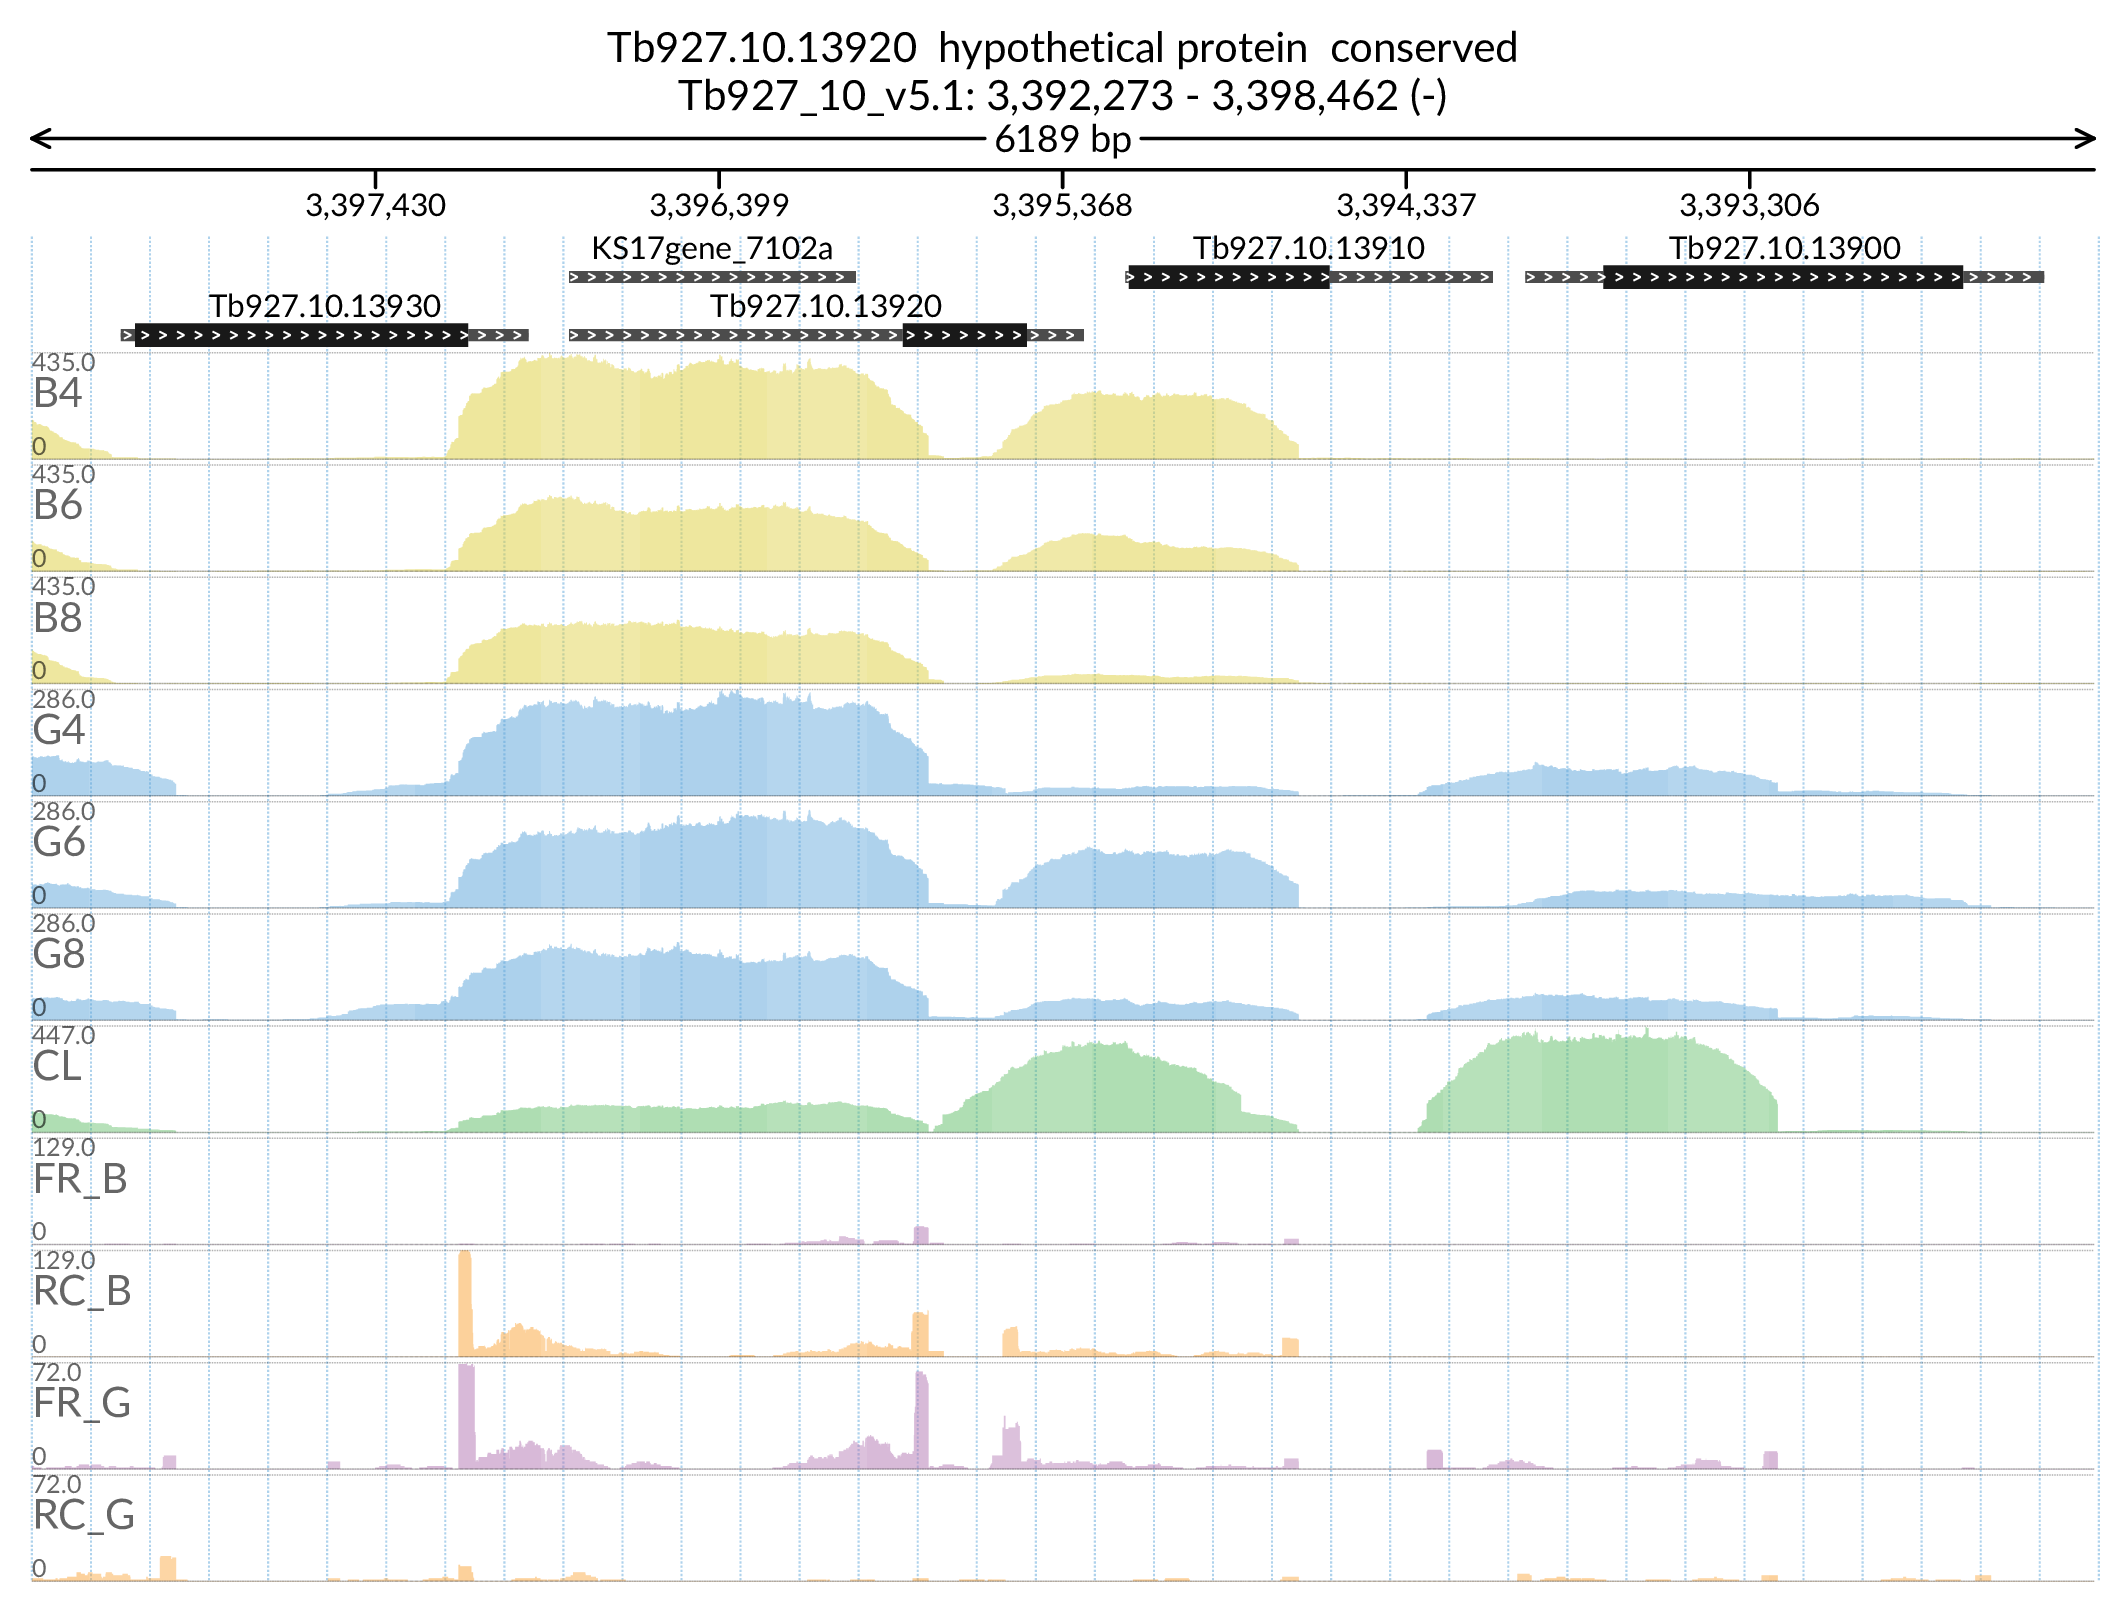 Tb927.10.13920 hypothetical protein conserved
Tb927_10_v5.1: 3,392,273 - 3,398,462 (-)
6189 bp
3,397,430 3,396,399 3,395,368 3,394,337 3,393,306
KS17gene_7102a Tb927.10.13910 Tb927.10.13900
Tb927.10.13930 Tb927.10.13920
435.0
B4
0
435.0
B6
0
435.0
B8
0
286.0
G4
0
286.0
G6
0
286.0
G8
0
447.0
CL
0
129.0
FR_B
0
129.0
RC_B
0
72.0
FR_G
0
72.0
RC_G
0